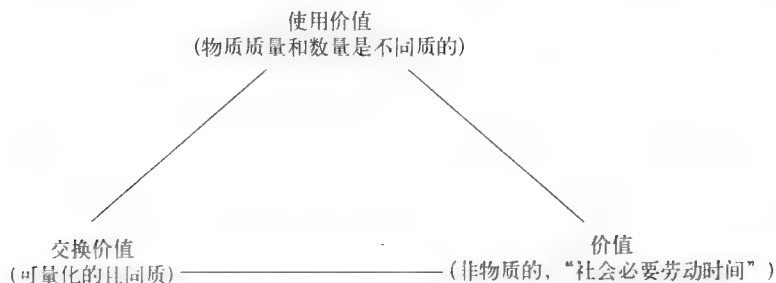 使用价值
(物质质量和数量是不同质的)
交换价值
(可量化的且同质)
价值
(非物质的，“社会必要劳动时间”)